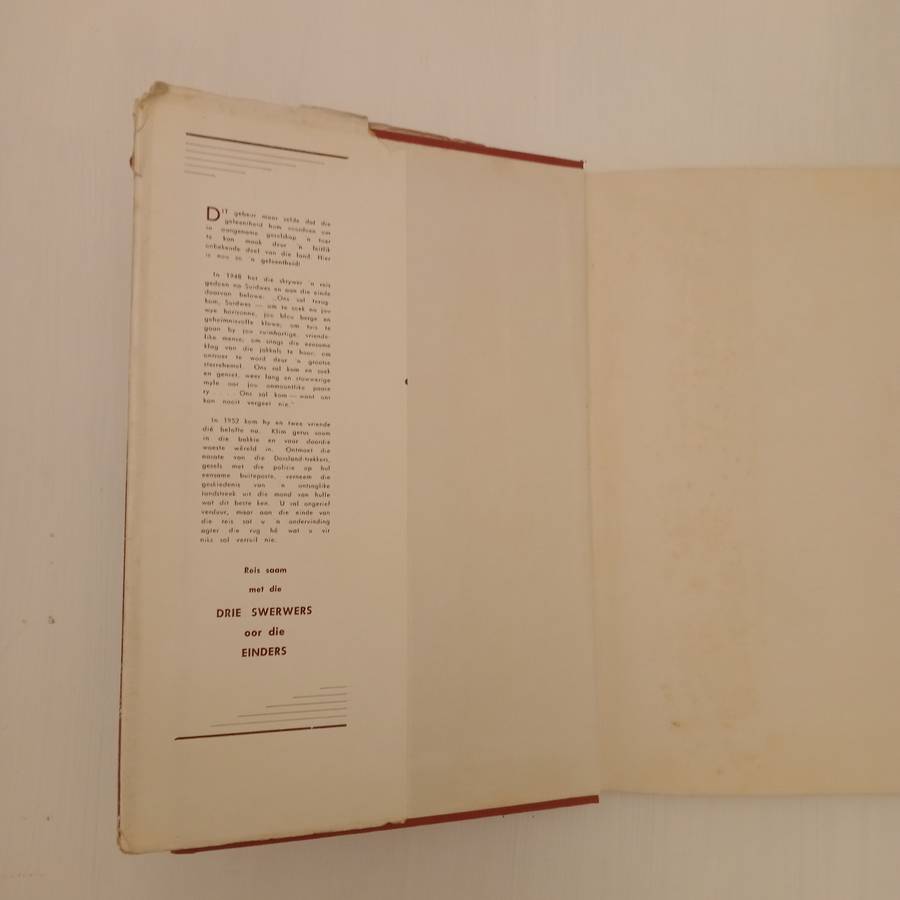 DIT gebeur maar selde dat die
geleentheid hom voordoen om
in aangename geselskap 'n toer
te kan maak deur 'n feitlik
onbekende deel van die land. Hier
is nou so 'n geleentheid!
In 1948 het die skrywer 'n reis
gedoen na Suidwes en aan die einde
daarvan belowe: „Ons sal terug-
kom, Suidwes — om te soek na jou
wye horisonne, jou blou berge en
geheimnisvolle klowe; om tuis te
gaan by jou ruimhartige, vriende-
like mense; om snags die eensame
klag van die jakkals te hoor; om
ontroer te word deur 'n grootse
sterrehemel. Ons sal kom en soek
en geniet, weer lang en stowwerige
myle oor jou onmoontlike paaie
ry . . . . Ons sal kom — want ons
kan nooit vergeet nie."
In 1952 kom hy en twee vriende
dié belofte na. Klim gerus saam
in die bakkie en vaar daardie
woeste wêreld in. Ontmoet die
nasate van die Dorsland-trekkers,
gesels met die polisie op hul
eensame buiteposte, verneem die
geskiedenis van 'n ontsaglike
landstreek uit die mond van hulle
wat dit beste ken. U sal ongerief
verduur, maar aan die einde van
die reis sal u 'n ondervinding
agter die rug hê wat u vir
niks sal verruil nie.
Reis saam
met die
DRIE SWERWERS
oor die
EINDERS